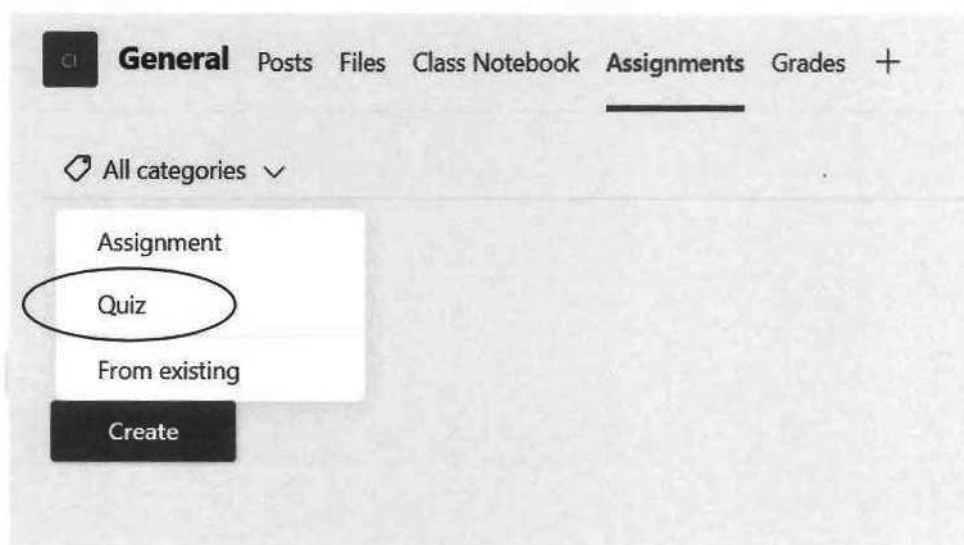 CI General Posts Files Class Notebook Assignments Grades +
All categories
Assignment
Quiz
From existing
Create